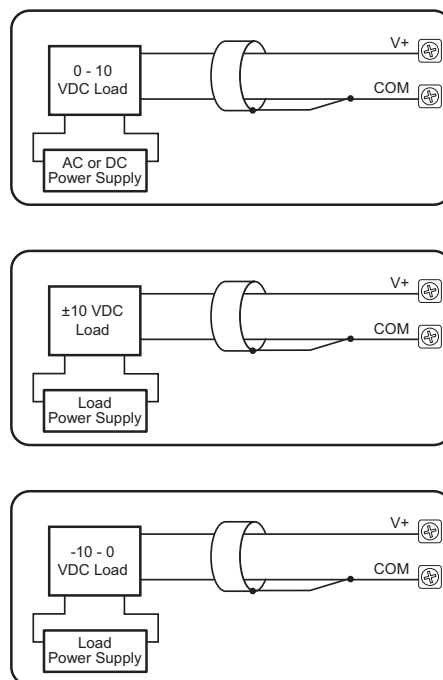 V+
0 - 10
VDC Load
COM
AC or DC
Power Supply
V+
±10 VDC
Load
COM
Load
Power Supply
V+
-10 - 0
VDC Load
COM
Load
Power Supply